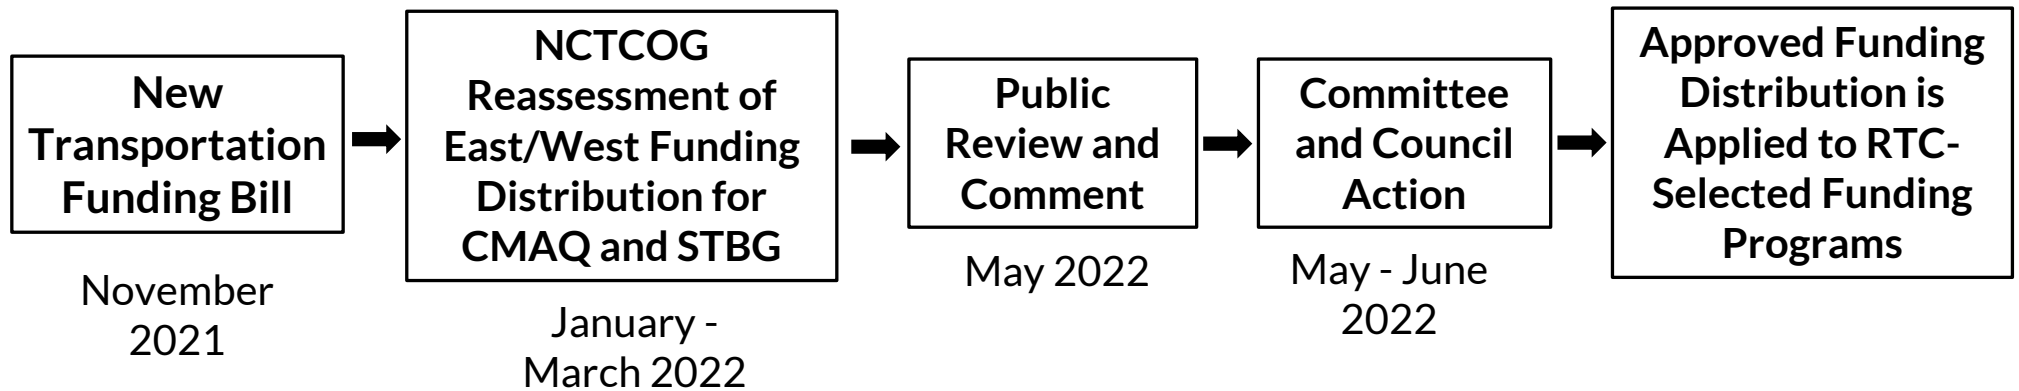 New
Transportation
Funding Bill
November
2021
NCTCOG
Reassessment of
East/West Funding
Distribution for
CMAQ and STBG
January -
March 2022
Public
Review and
Comment
May 2022
Committee
and Council
Action
May - June
2022
Approved Funding
Distribution is
Applied to RTC-
Selected Funding
Programs